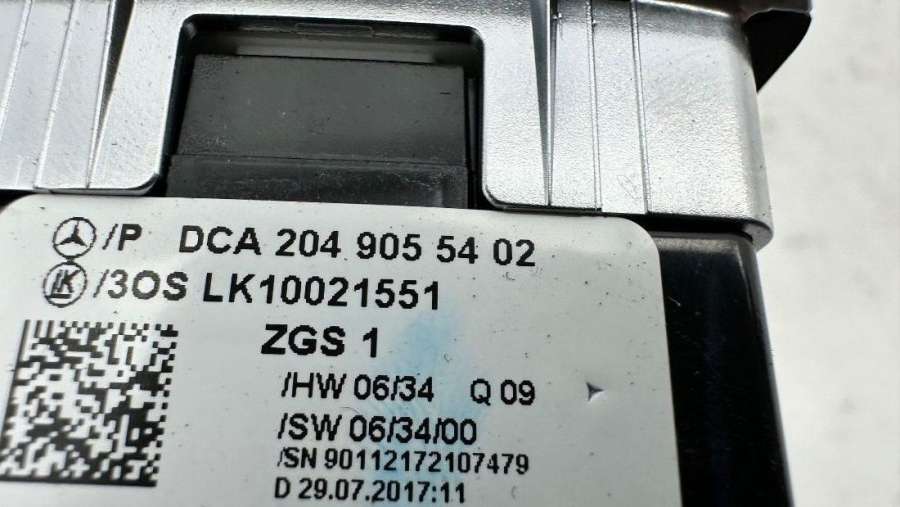 /P DCA 204 905 54 02
LK /3OS LK10021551
ZGS 1
/HW 06/34 Q 09
/SW 06/34/00
/SN 90112172107479
D 29.07.2017:11